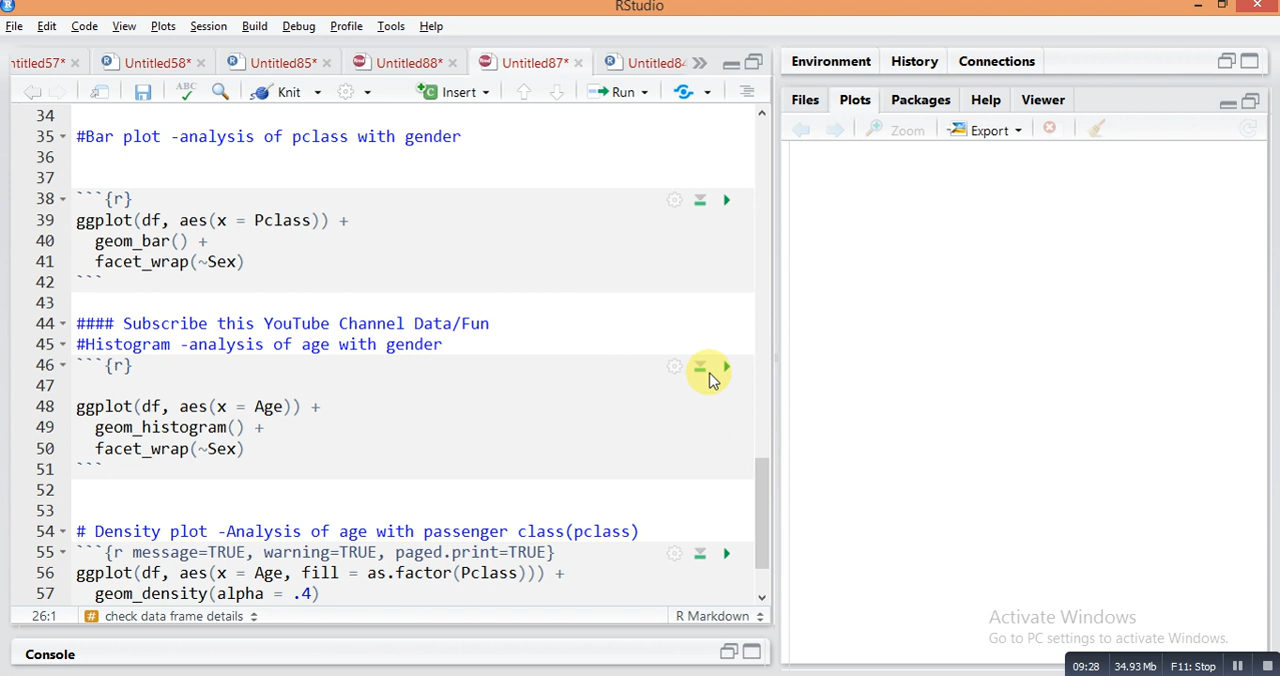 RStudio
File Edit Code View Plots Session Build Debug Profile Tools Help
ntitled57* Untitled58* Untitled85* Untitled88* Untitled87* Untitled84
Environment History Connections
Knit Insert Run
Files Plots Packages Help Viewer
Zoom Export
34
35 #Bar plot -analysis of pclass with gender
36
37
38 ```{r}
39 ggplot(df, aes(x = Pclass)) +
40 geom_bar() +
41 facet_wrap(~Sex)
42 ```
43
44 #### Subscribe this YouTube Channel Data/Fun
45 #Histogram -analysis of age with gender
46 ```{r}
47
48 ggplot(df, aes(x = Age)) +
49 geom_histogram() +
50 facet_wrap(~Sex)
51 ```
52
53
54 # Density plot -Analysis of age with passenger class(pclass)
55 ```{r message=TRUE, warning=TRUE, paged.print=TRUE}
56 ggplot(df, aes(x = Age, fill = as.factor(Pclass))) +
57 geom_density(alpha = .4)
26:1 # check data frame details R Markdown
Console
Activate Windows
Go to PC settings to activate Windows.
09:28 34.93Mb F11: Stop